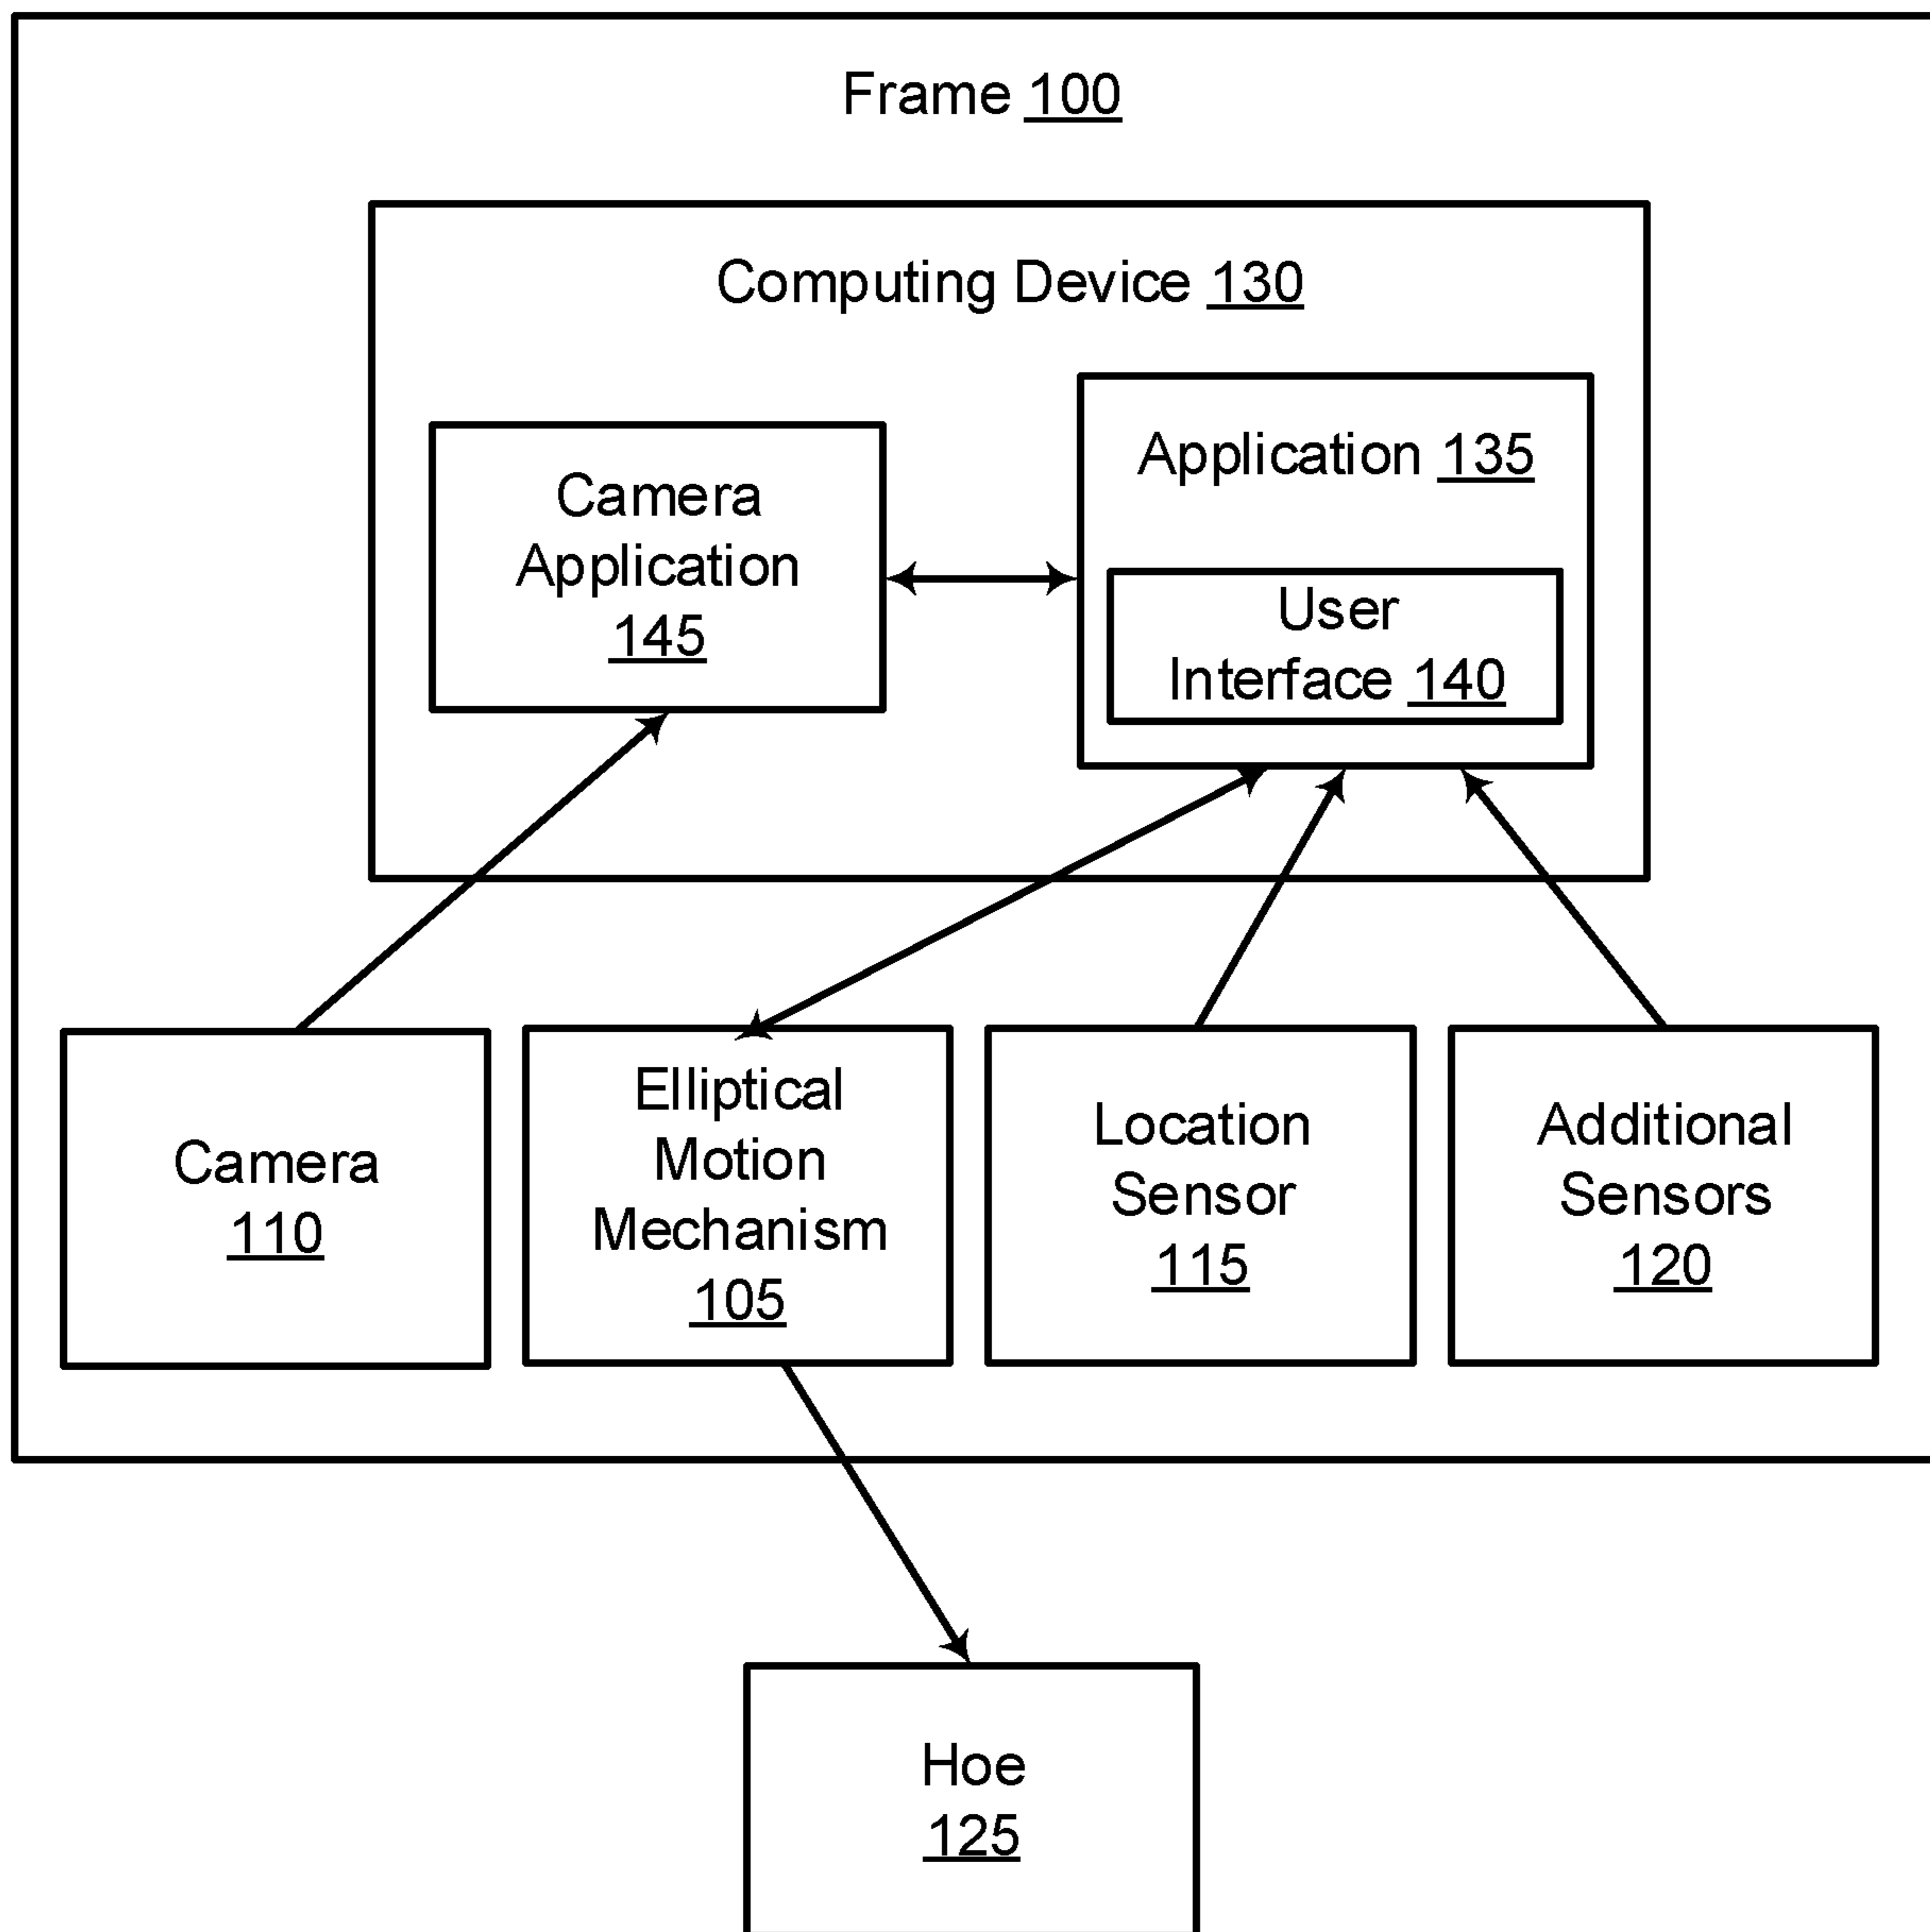 Frame 100
Computing Device 130
Camera
Application
145
Application 135
User
Interface 140
Camera
110
Elliptical
Motion
Mechanism
105
Location
Sensor
115
Additional
Sensors
120
Hoe
125